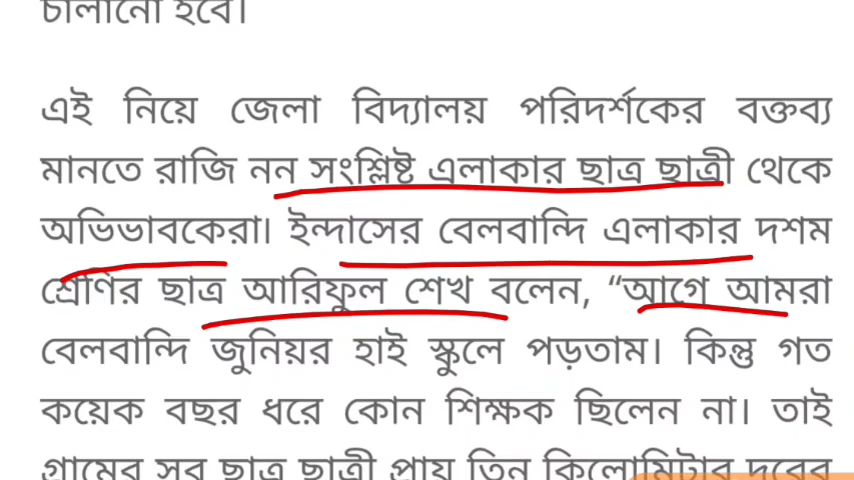 চালানো হবে।
এই নিয়ে জেলা বিদ্যালয় পরিদর্শকের বক্তব্য
মানতে রাজি নন সংশ্লিষ্ট এলাকার ছাত্র ছাত্রী থেকে
অভিভাবকেরা। ইন্দাসের বেলবান্দি এলাকার দশম
শ্রেণির ছাত্র আরিফুল শেখ বলেন, “আগে আমরা
বেলবান্দি জুনিয়র হাই স্কুলে পড়তাম। কিন্তু গত
কয়েক বছর ধরে কোন শিক্ষক ছিলেন না। তাই
গ্রামের সব ছাত্র ছাত্রী প্রায় তিন কিলোমিটার দূরের